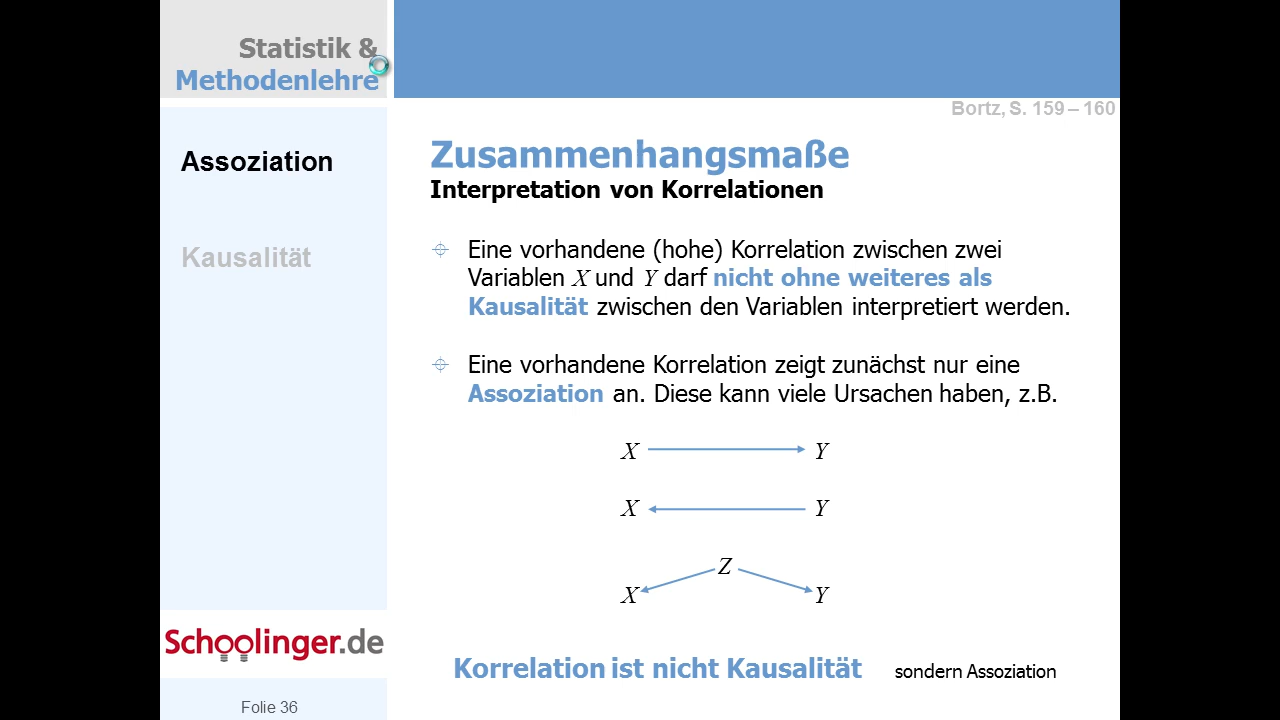 Statistik &
Methodenlehre
Bortz, S. 159 – 160
Assoziation
Kausalität
Zusammenhangsmaße
Interpretation von Korrelationen
Eine vorhandene (hohe) Korrelation zwischen zwei
Variablen X und Y darf nicht ohne weiteres als
Kausalität zwischen den Variablen interpretiert werden.
Eine vorhandene Korrelation zeigt zunächst nur eine
Assoziation an. Diese kann viele Ursachen haben, z.B.
X Y
X Y
Z
X Y
Korrelation ist nicht Kausalität sondern Assoziation
Schoolinger.de
Folie 36